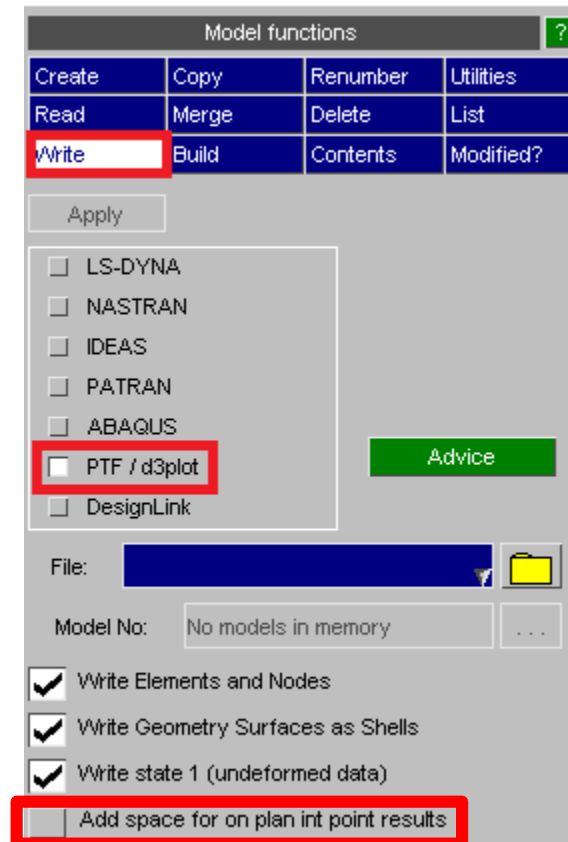 Model functions ?
Create Copy Renumber Utilities
Read Merge Delete List
Write Build Contents Modified?
Apply
LS-DYNA
NASTRAN
IDEAS
PATRAN
ABAQUS
PTF / d3plot
Advice
DesignLink
File:
Model No: No models in memory ...
Write Elements and Nodes
Write Geometry Surfaces as Shells
Write state 1 (undeformed data)
Add space for on plan int point results